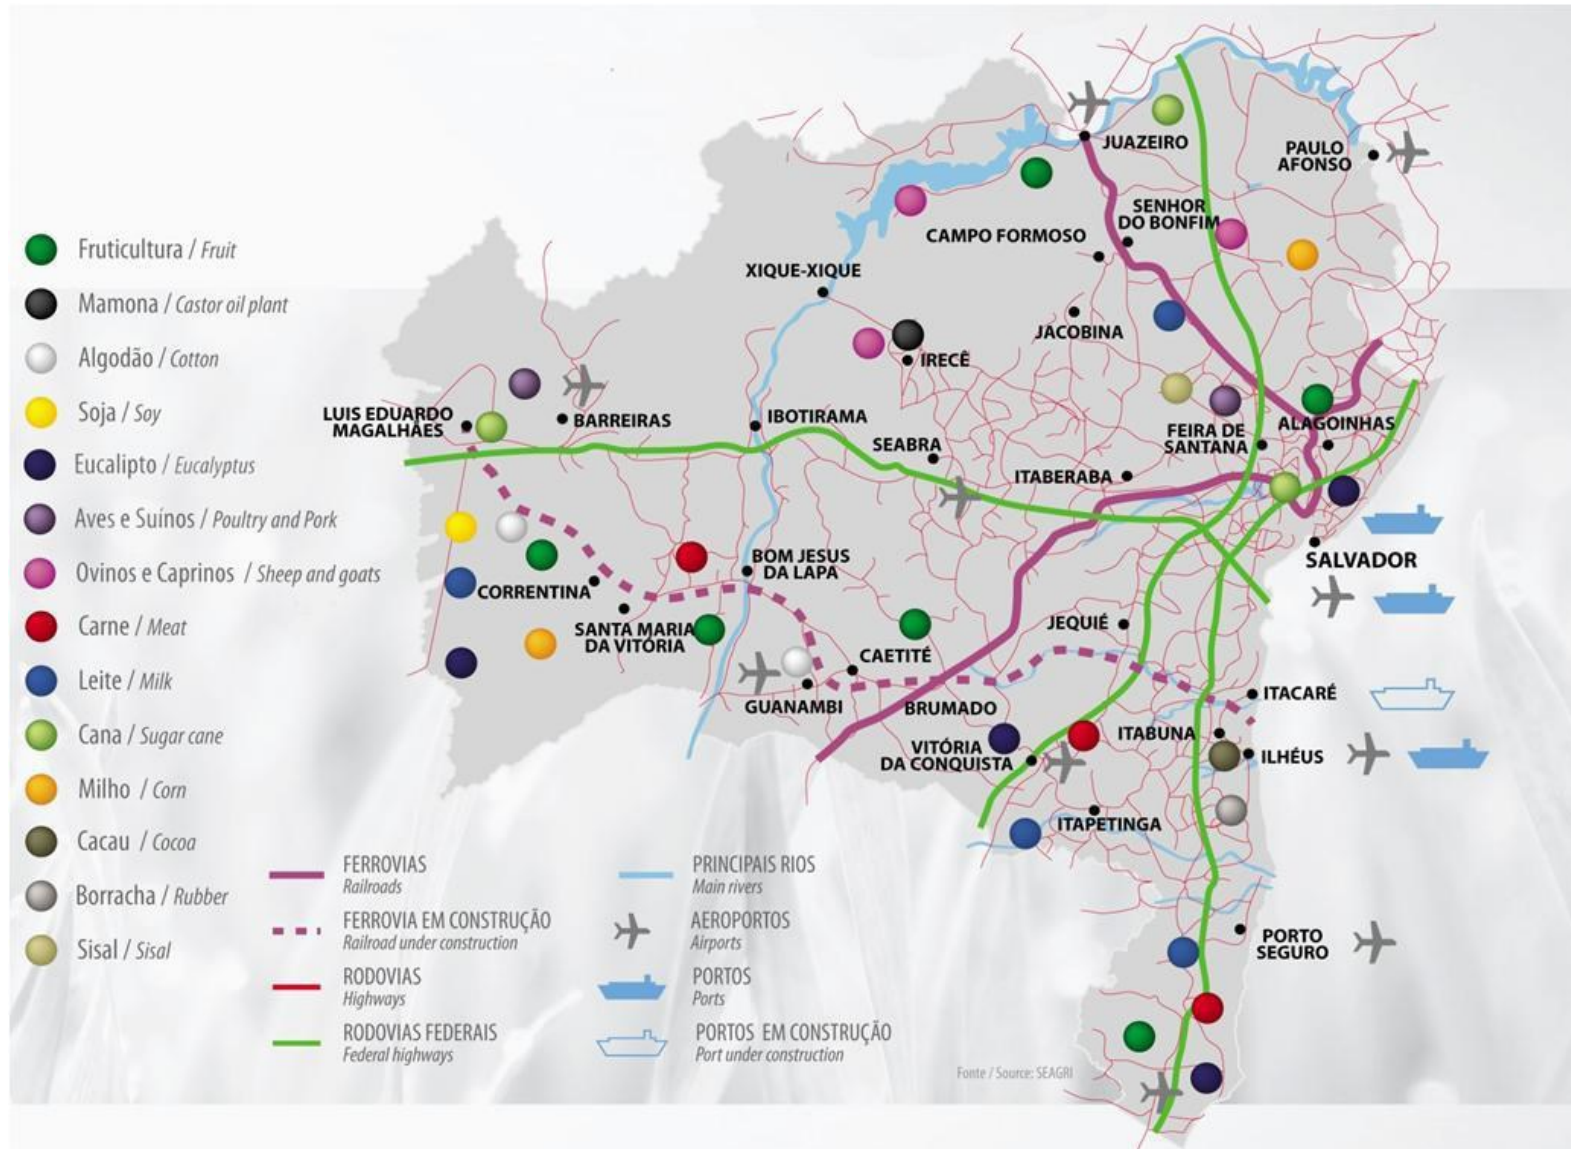 Fruticultura / Fruit
Mamona / Castor oil plant
Algodão / Cotton
Soja / Soy
Eucalipto / Eucalyptus
Aves e Suínos / Poultry and Pork
Ovinos e Caprinos / Sheep and goats
Carne / Meat
Leite / Milk
Cana / Sugar cane
Milho / Corn
Cacau / Cocoa
Borracha / Rubber
Sisal / Sisal
JUAZEIRO
PAULO
AFONSO
SENHOR
DO BONFIM
CAMPO FORMOSO
XIQUE-XIQUE
JACOBINA
IRECÊ
LUIS EDUARDO
MAGALHÃES
BARREIRAS
IBOTIRAMA
SEABRA
FEIRA DE
SANTANA
ALAGOINHAS
ITABERABA
SALVADOR
BOM JESUS
DA LAPA
CORRENTINA
SANTA MARIA
DA VITÓRIA
JEQUIÉ
CAETITÉ
GUANAMBI
BRUMADO
ITACARÉ
ITABUNA
ILHÉUS
VITÓRIA
DA CONQUISTA
ITAPETINGA
PORTO
SEGURO
FERROVIAS
Railroads
FERROVIA EM CONSTRUÇÃO
Railroad under construction
RODOVIAS
Highways
RODOVIAS FEDERAIS
Federal highways
PRINCIPAIS RIOS
Main rivers
AEROPORTOS
Airports
PORTOS
Ports
PORTOS EM CONSTRUÇÃO
Port under construction
Fonte / Source: SEAGRI